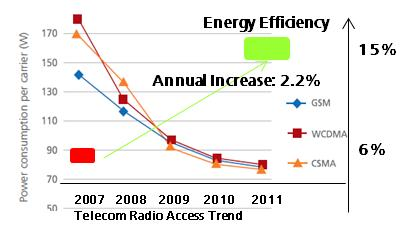 Energy Efficiency
15%
Annual Increase: 2.2%
6%
Power consumption per carrier (W)
170
150
130
110
90
70
50
GSM
WCDMA
CSMA
2007 2008 2009 2010 2011
Telecom Radio Access Trend